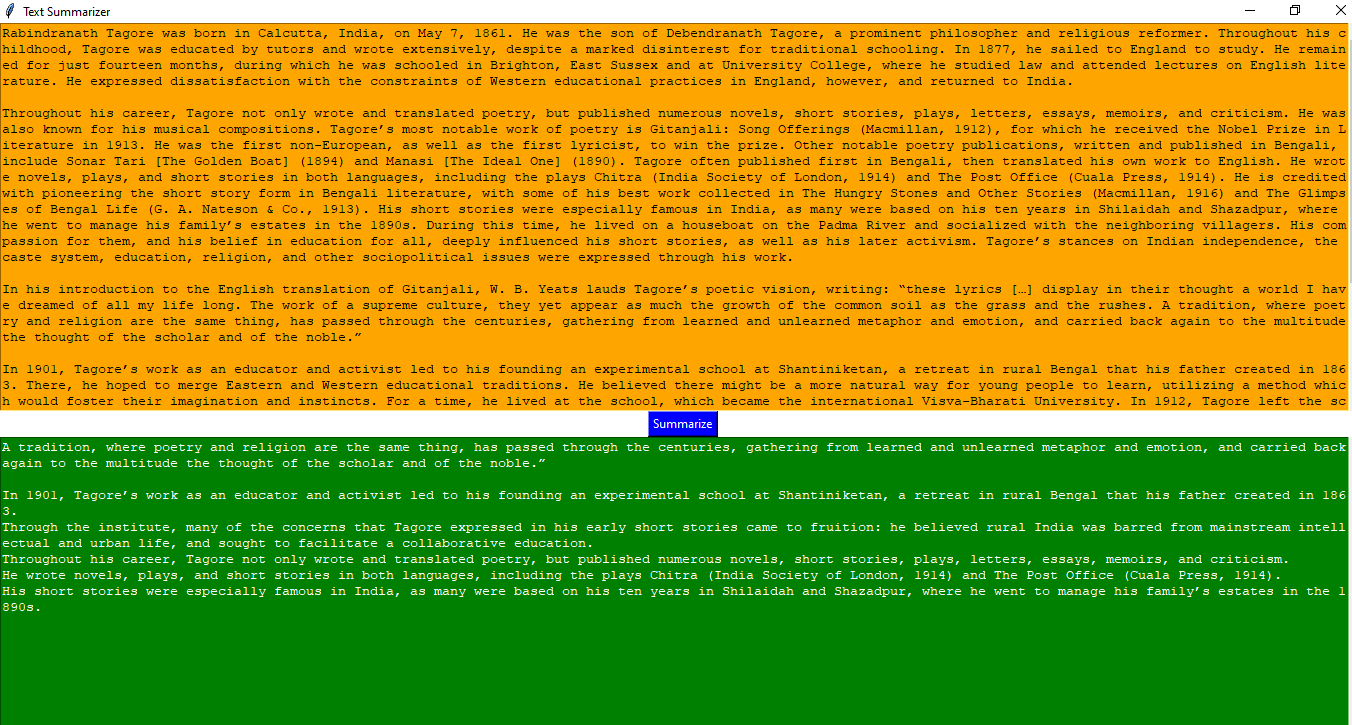 Text Summarizer
Rabindranath Tagore was born in Calcutta, India, on May 7, 1861. He was the son of Debendranath Tagore, a prominent philosopher and religious reformer. Throughout his c
hildhood, Tagore was educated by tutors and wrote extensively, despite a marked disinterest for traditional schooling. In 1877, he sailed to England to study. He remain
ed for just fourteen months, during which he was schooled in Brighton, East Sussex and at University College, where he studied law and attended lectures on English lite
rature. He expressed dissatisfaction with the constraints of Western educational practices in England, however, and returned to India.
Throughout his career, Tagore not only wrote and translated poetry, but published numerous novels, short stories, plays, letters, essays, memoirs, and criticism. He was
also known for his musical compositions. Tagore’s most notable work of poetry is Gitanjali: Song Offerings (Macmillan, 1912), for which he received the Nobel Prize in L
iterature in 1913. He was the first non-European, as well as the first lyricist, to win the prize. Other notable poetry publications, written and published in Bengali,
include Sonar Tari [The Golden Boat] (1894) and Manasi [The Ideal One] (1890). Tagore often published first in Bengali, then translated his own work to English. He wrot
e novels, plays, and short stories in both languages, including the plays Chitra (India Society of London, 1914) and The Post Office (Cuala Press, 1914). He is credited
with pioneering the short story form in Bengali literature, with some of his best work collected in The Hungry Stones and Other Stories (Macmillan, 1916) and The Glimps
es of Bengal Life (G. A. Nateson & Co., 1913). His short stories were especially famous in India, as many were based on his ten years in Shilaidah and Shazadpur, where
he went to manage his family’s estates in the 1890s. During this time, he lived on a houseboat on the Padma River and socialized with the neighboring villagers. His com
passion for them, and his belief in education for all, deeply influenced his short stories, as well as his later activism. Tagore’s stances on Indian independence, the
caste system, education, religion, and other sociopolitical issues were expressed through his work.
In his introduction to the English translation of Gitanjali, W. B. Yeats lauds Tagore’s poetic vision, writing: “these lyrics […] display in their thought a world I hav
e dreamed of all my life long. The work of a supreme culture, they yet appear as much the growth of the common soil as the grass and the rushes. A tradition, where poet
ry and religion are the same thing, has passed through the centuries, gathering from learned and unlearned metaphor and emotion, and carried back again to the multitude
the thought of the scholar and of the noble.”
In 1901, Tagore’s work as an educator and activist led to his founding an experimental school at Shantiniketan, a retreat in rural Bengal that his father created in 186
3. There, he hoped to merge Eastern and Western educational traditions. He believed there might be a more natural way for young people to learn, utilizing a method whic
h would foster their imagination and instincts. For a time, he lived at the school, which became the international Visva-Bharati University. In 1912, Tagore left the sc
Summarize
A tradition, where poetry and religion are the same thing, has passed through the centuries, gathering from learned and unlearned metaphor and emotion, and carried back
again to the multitude the thought of the scholar and of the noble.”
In 1901, Tagore’s work as an educator and activist led to his founding an experimental school at Shantiniketan, a retreat in rural Bengal that his father created in 186
3.
Through the institute, many of the concerns that Tagore expressed in his early short stories came to fruition: he believed rural India was barred from mainstream intell
ectual and urban life, and sought to facilitate a collaborative education.
Throughout his career, Tagore not only wrote and translated poetry, but published numerous novels, short stories, plays, letters, essays, memoirs, and criticism.
He wrote novels, plays, and short stories in both languages, including the plays Chitra (India Society of London, 1914) and The Post Office (Cuala Press, 1914).
His short stories were especially famous in India, as many were based on his ten years in Shilaidah and Shazadpur, where he went to manage his family’s estates in the 1
890s.